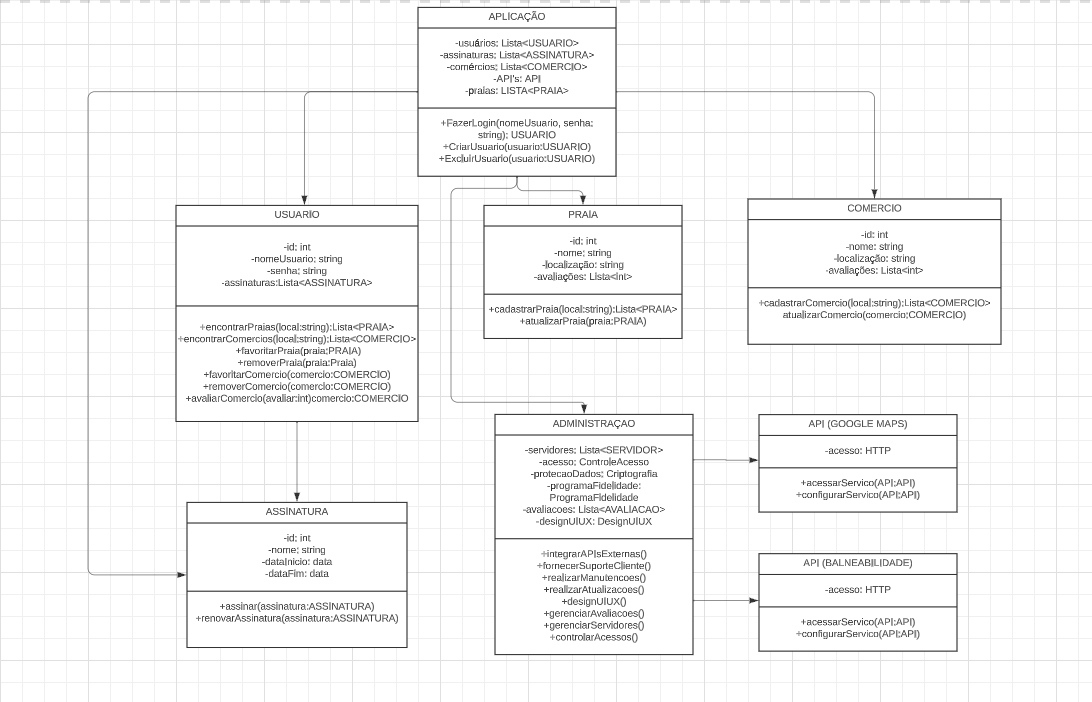 APLICAÇÃO
-usuários: Lista<USUARIO>
-assinaturas: Lista<ASSINATURA>
-comércios: Lista<COMERCIO>
-API's: API
-praias: LISTA<PRAIA>
+FazerLogin(nomeUsuario, senha:
string): USUARIO
+CriarUsuario(usuario:USUARIO)
+ExcluirUsuario(usuario:USUARIO)
USUARIO
-id: int
-nomeUsuario: string
-senha: string
-assinaturas:Lista<ASSINATURA>
+encontrarPraias(local:string):Lista<PRAIA>
+encontrarComercios(local:string):Lista<COMERCIO>
+favoritarPraia(praia:PRAIA)
+removerPraia(praia:Praia)
+favoritarComercio(comercio:COMERCIO)
+removerComercio(comercio:COMERCIO)
+avaliarComercio(avaliar:int)comercio:COMERCIO
PRAIA
-id: int
-nome: string
-localização: string
-avaliações: Lista<int>
+cadastrarPraia(local:string):Lista<PRAIA>
+atualizarPraia(praia:PRAIA)
COMERCIO
-id: int
-nome: string
-localização: string
-avaliações: Lista<int>
+cadastrarComercio(local:string):Lista<COMERCIO>
atualizarComercio(comercio:COMERCIO)
ASSINATURA
-id: int
-nome: string
-dataInicio: data
-dataFim: data
+assinar(assinatura:ASSINATURA)
+renovarAssinatura(assinatura:ASSINATURA)
ADMINISTRAÇAO
-servidores: Lista<SERVIDOR>
-acesso: ControleAcesso
-protecaoDados: Criptografia
-programaFidelidade:
ProgramaFidelidade
-avaliacoes: Lista<AVALIACAO>
-designUIUX: DesignUIUX
+integrarAPIsExternas()
+fornecerSuporteCliente()
+realizarManutencoes()
+realizarAtualizacoes()
+designUIUX()
+gerenciarAvaliacoes()
+gerenciarServidores()
+controlarAcessos()
API (GOOGLE MAPS)
-acesso: HTTP
+acessarServico(API:API)
+configurarServico(API:API)
API (BALNEABILIDADE)
-acesso: HTTP
+acessarServico(API:API)
+configurarServico(API:API)